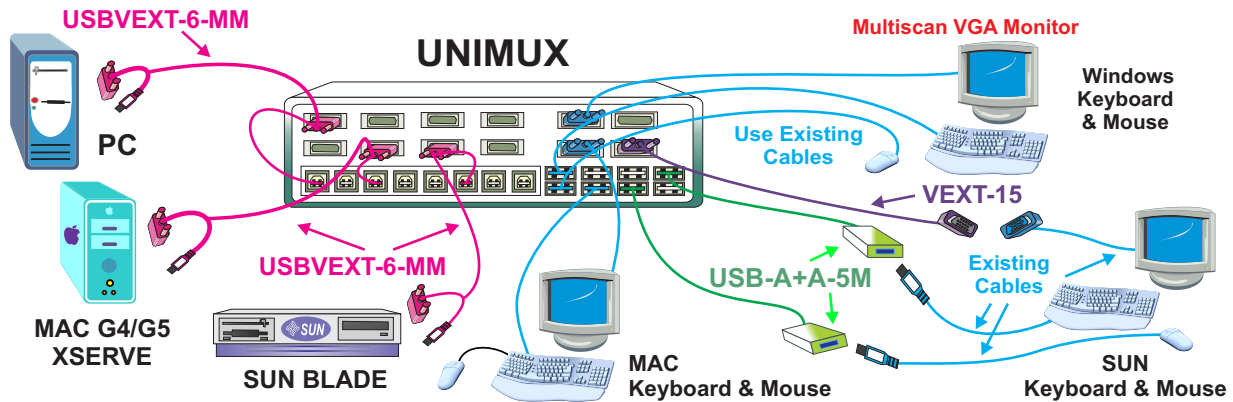 USBVEXT-6-MM
UNIMUX
Multiscan VGA Monitor
Windows
Keyboard
& Mouse
PC
Use Existing
Cables
VEXT-15
USBVEXT-6-MM
USB-A+A-5M
Existing
Cables
MAC G4/G5
XSERVE
SUN
SUN BLADE
MAC
Keyboard & Mouse
SUN
Keyboard & Mouse